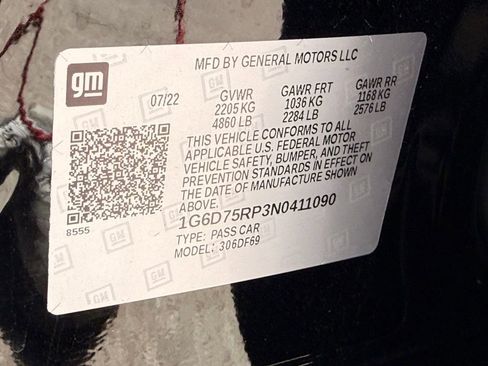 MFD BY GENERAL MOTORS LLC
gm
07/22
GVWR GAWR FRT GAWR RR
2205 KG 1036 KG 1168 KG
4860 LB 2284 LB 2576 LB
THIS VEHICLE CONFORMS TO ALL
APPLICABLE U.S. FEDERAL MOTOR
VEHICLE SAFETY, BUMPER, AND THEFT
PREVENTION STANDARDS IN EFFECT ON
THE DATE OF MANUFACTURE SHOWN
ABOVE.
8555
1G6D75RP3N0411090
TYPE: PASS CAR
MODEL: 306DF69